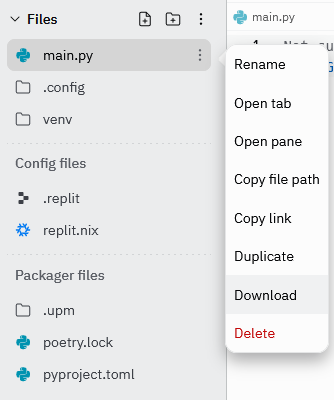 Files
main.py
.config
venv
Config files
.replit
replit.nix
Packager files
.upm
poetry.lock
pyproject.toml
main.py
1
Rename
Open tab
Open pane
Copy file path
Copy link
Duplicate
Download
Delete